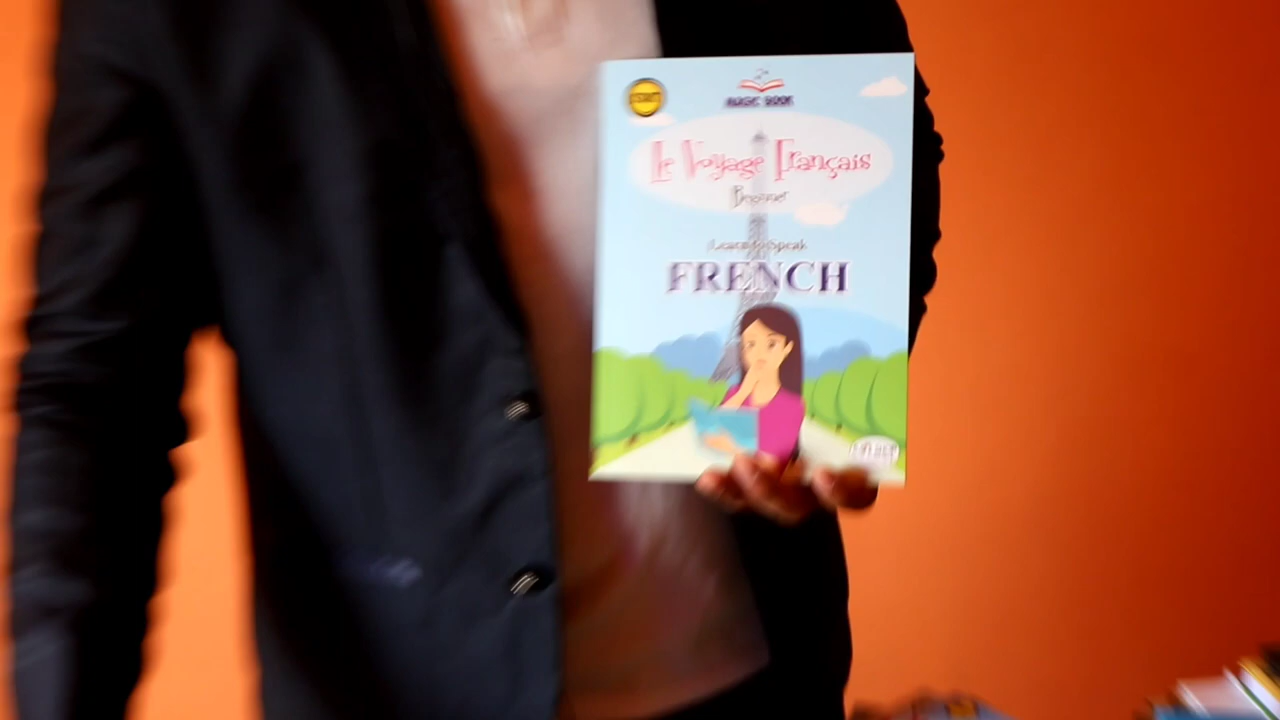 MAGIC BOOK
Le Voyage Français
Beginner
Learn to Speak
FRENCH